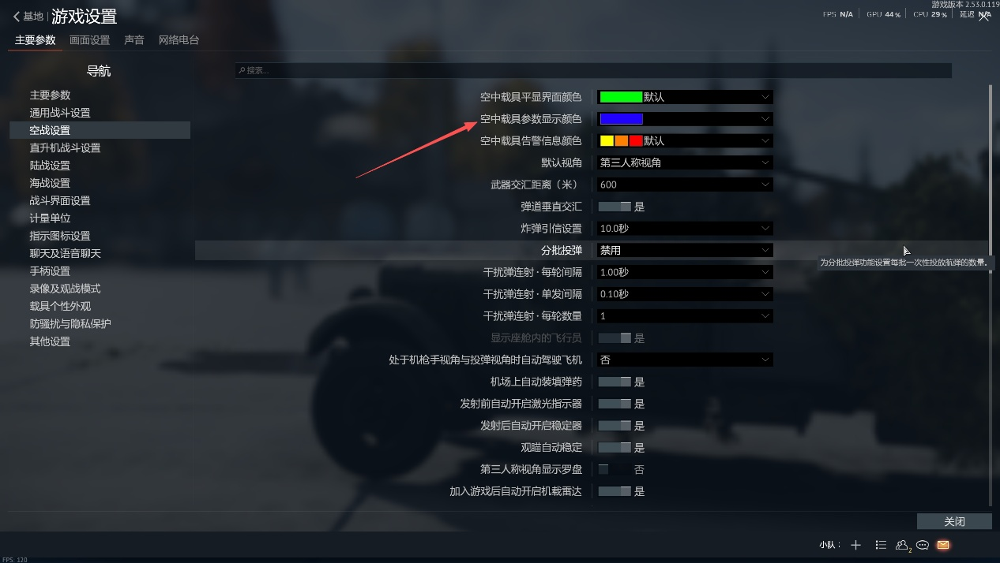 游戏版本 2.53.0.119
基地 游戏设置
FPS N/A GPU 44% CPU 29% 延迟 N/A
主要参数 画面设置 声音 网络电台
导航
搜索...
主要参数
通用战斗设置
空战设置
直升机战斗设置
陆战设置
海战设置
战斗界面设置
计量单位
指示图标设置
聊天及语音聊天
手柄设置
录像及观战模式
载具个性外观
防骚扰与隐私保护
其他设置
空中载具平显界面颜色 默认
空中载具参数显示颜色
空中载具告警信息颜色 默认
默认视角 第三人称视角
武器交汇距离（米） 600
弹道垂直交汇 是
炸弹引信设置 10.0秒
分批投弹 禁用
为分批投弹功能设置每批一次性投放航弹的数量。
干扰弹连射·每轮间隔 1.00秒
干扰弹连射·单发间隔 0.10秒
干扰弹连射·每轮数量 1
显示座舱内的飞行员 是
处于机枪手视角与投弹视角时自动驾驶飞机 否
机场上自动装填弹药 是
发射前自动开启激光指示器 是
发射后自动开启稳定器 是
观瞄自动稳定 是
第三人称视角显示罗盘 否
加入游戏后自动开启机载雷达 是
关闭
小队： 2
FPS: 120